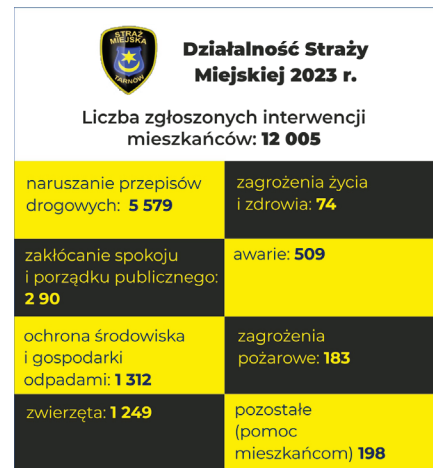 STRAŻ
MIEJSKA
TARNÓW
Działalność Straży
Miejskiej 2023 r.
Liczba zgłoszonych interwencji
mieszkańców: 12 005
naruszanie przepisów
drogowych: 5 579
zagrożenia życia
i zdrowia: 74
zakłócanie spokoju
i porządku publicznego:
2 90
awarie: 509
ochrona środowiska
i gospodarki
odpadami: 1 312
zagrożenia
pożarowe: 183
zwierzęta: 1 249
pozostałe
(pomoc
mieszkańcom) 198